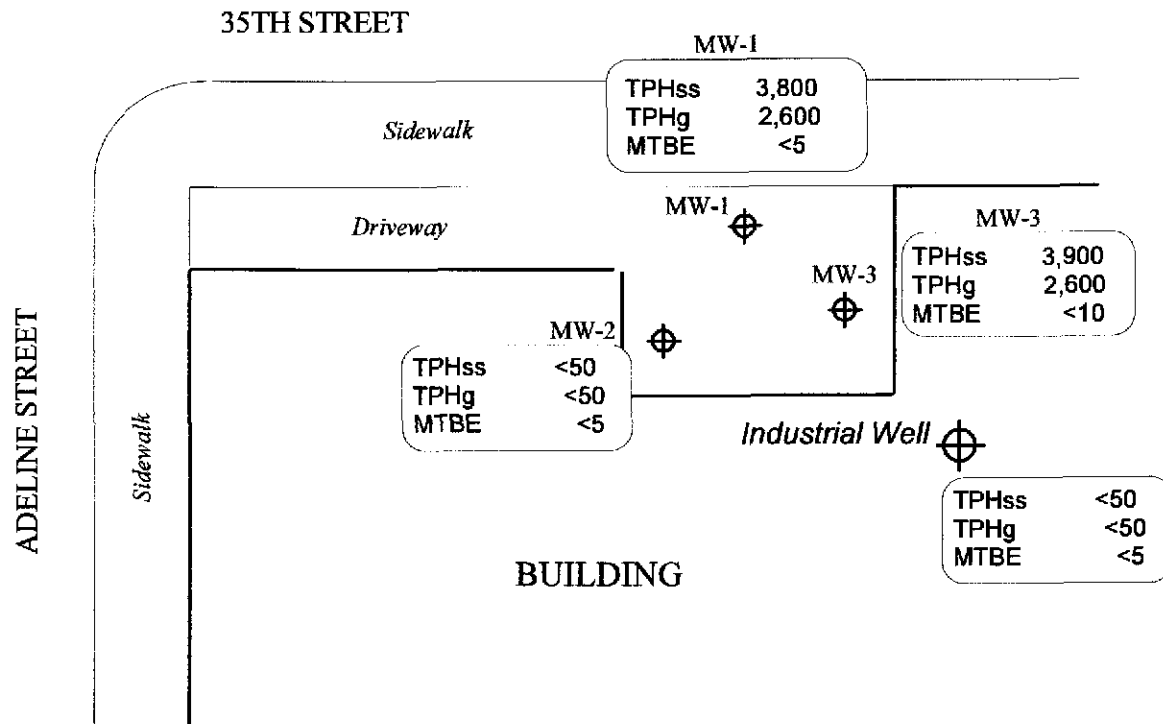 35TH STREET
MW-1
TPHss 3,800
TPHg 2,600
MTBE <5
Sidewalk
MW-1
Driveway
MW-3
TPHss 3,900
TPHg 2,600
MTBE <10
MW-3
MW-2
TPHss <50
TPHg <50
MTBE <5
ADELINE STREET
Sidewalk
Industrial Well
TPHss <50
TPHg <50
MTBE <5
BUILDING